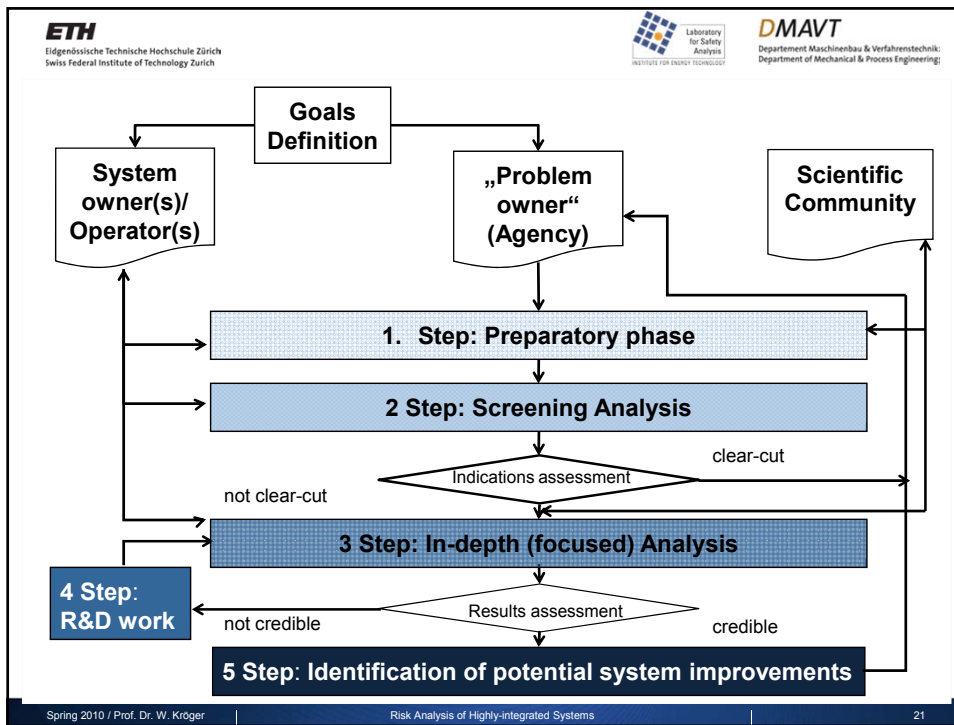 ETH
Eidgenössische Technische Hochschule Zürich
Swiss Federal Institute of Technology Zurich
Laboratory
for Safety
Analysis
INSTITUTE FOR ENERGY TECHNOLOGY
DMAVT
Departement Maschinenbau & Verfahrenstechnik
Department of Mechanical & Process Engineering
Goals
Definition
System
owner(s)/
Operator(s)
„Problem
owner“
(Agency)
Scientific
Community
1. Step: Preparatory phase
2 Step: Screening Analysis
Indications assessment
clear-cut
not clear-cut
3 Step: In-depth (focused) Analysis
4 Step:
R&D work
Results assessment
not credible
credible
5 Step: Identification of potential system improvements
Spring 2010 / Prof. Dr. W. Kröger
Risk Analysis of Highly-integrated Systems
21